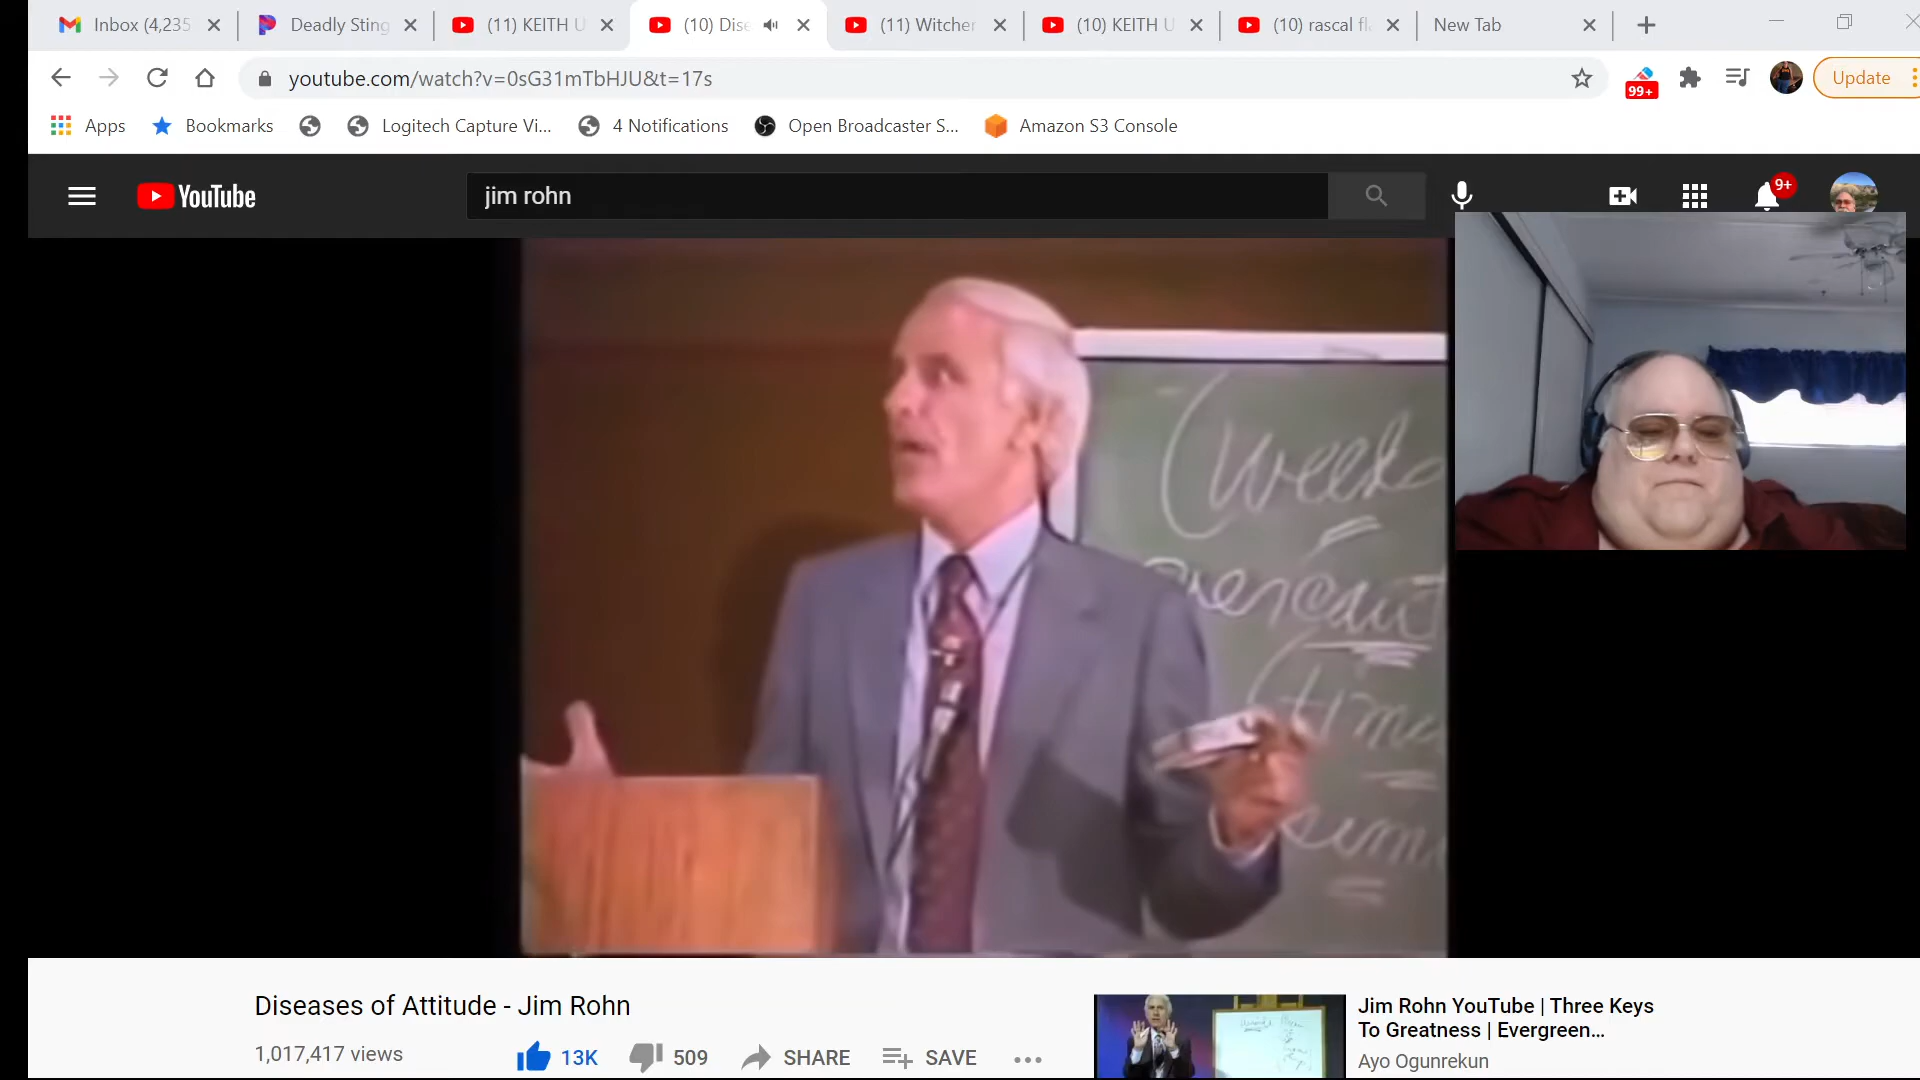 Inbox (4,235
Deadly Sting
(11) KEITH U
(10) Dise
(11) Witcher
(10) KEITH U
(10) rascal fla
New Tab
youtube.com/watch?v=0sG31mTbHJU&t=17s
99+
Update
Apps
Bookmarks
Logitech Capture Vi...
4 Notifications
Open Broadcaster S...
Amazon S3 Console
YouTube
jim rohn
9+
(weeds
(time
Diseases of Attitude - Jim Rohn
1,017,417 views
13K
509
SHARE
SAVE
Jim Rohn YouTube | Three Keys
To Greatness | Evergreen...
Ayo Ogunrekun